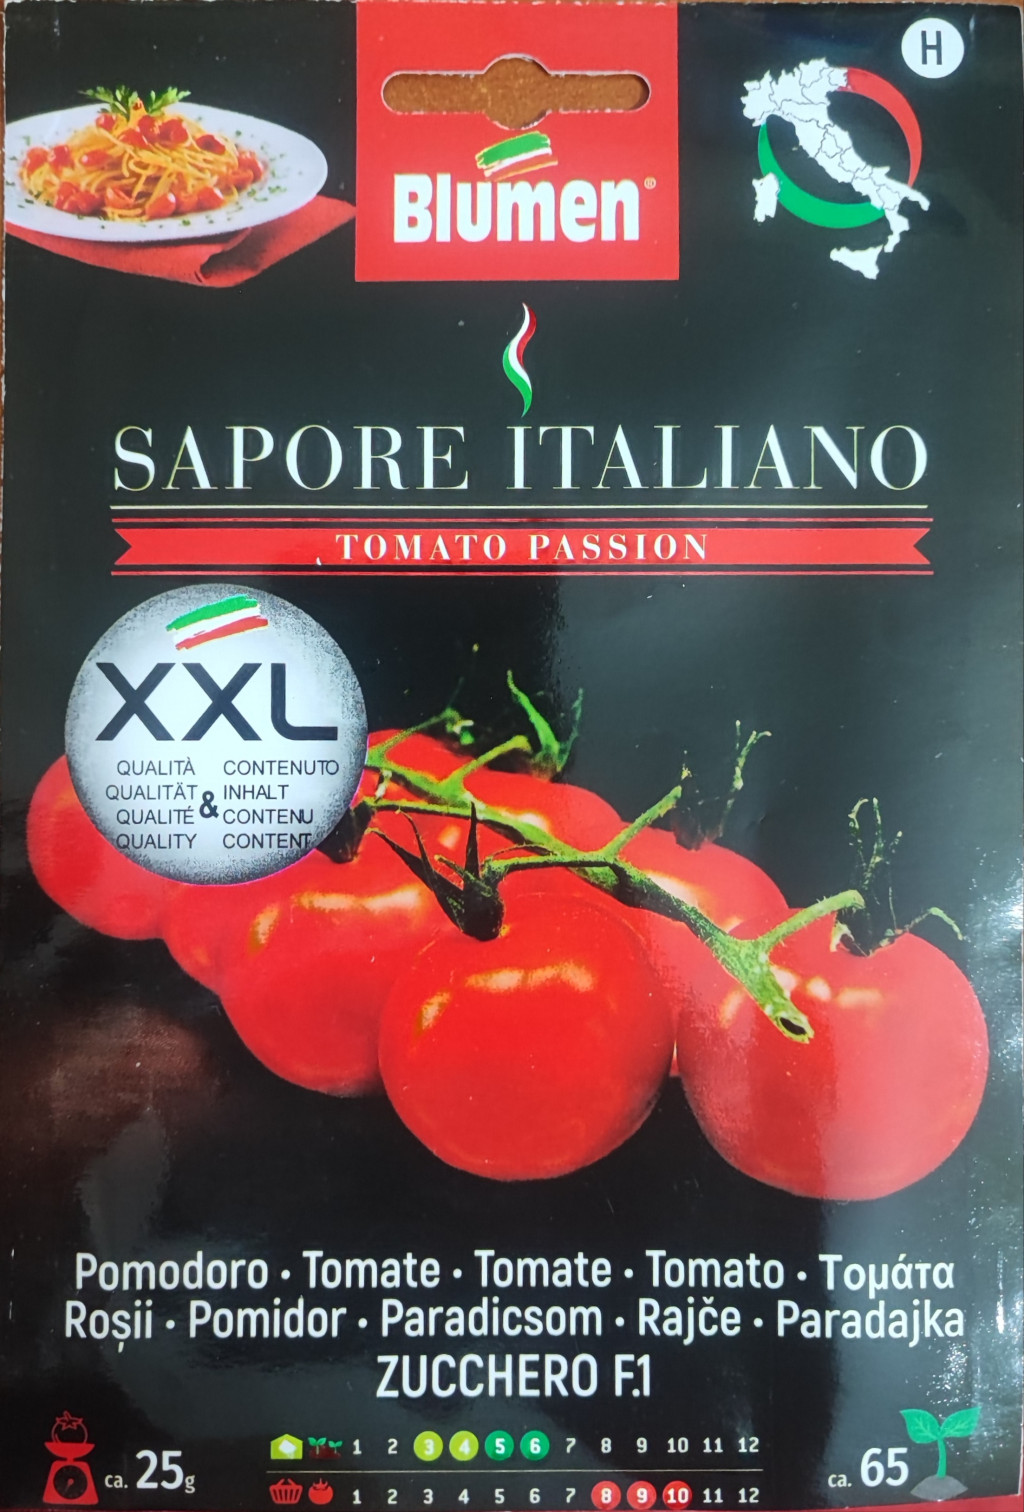 H
Blumen®
SAPORE ITALIANO
TOMATO PASSION
XXL
QUALITÀ CONTENUTO
QUALITÄT & INHALT
QUALITÉ CONTENU
QUALITY CONTENT
Pomodoro · Tomate · Tomate · Tomato · Τομάτα
Roșii · Pomidor · Paradicsom · Rajče · Paradajka
ZUCCHERO F.1
ca. 25g
1 2 3 4 5 6 7 8 9 10 11 12
1 2 3 4 5 6 7 8 9 10 11 12
ca. 65